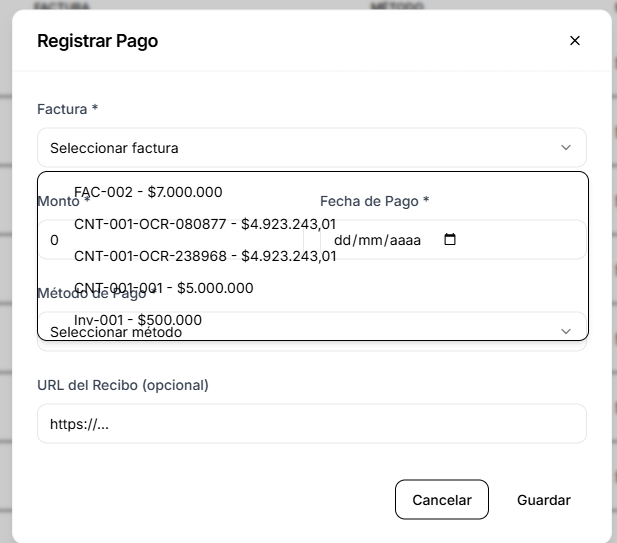 FACTURA
MÉTODO
Registrar Pago
Factura *
Seleccionar factura
FAC-002 - $7.000.000
Monto *
Fecha de Pago *
CNT-001-OCR-080877 - $4.923.243,01
0
dd/mm/aaaa
CNT-001-OCR-238968 - $4.923.243,01
CNT-001-001 - $5.000.000
Método de Pago *
Inv-001 - $500.000
Seleccionar método
URL del Recibo (opcional)
https://...
Cancelar
Guardar